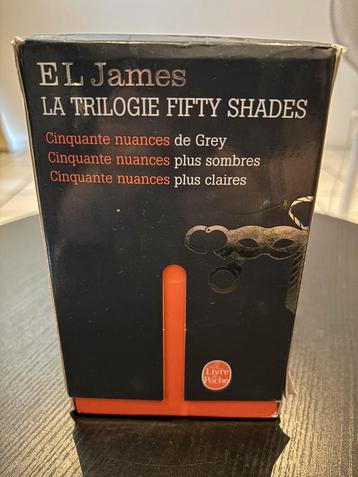 E L James
LA TRILOGIE FIFTY SHADES
Cinquante nuances de Grey
Cinquante nuances plus sombres
Cinquante nuances plus claires
Le
Livre
de
Poche